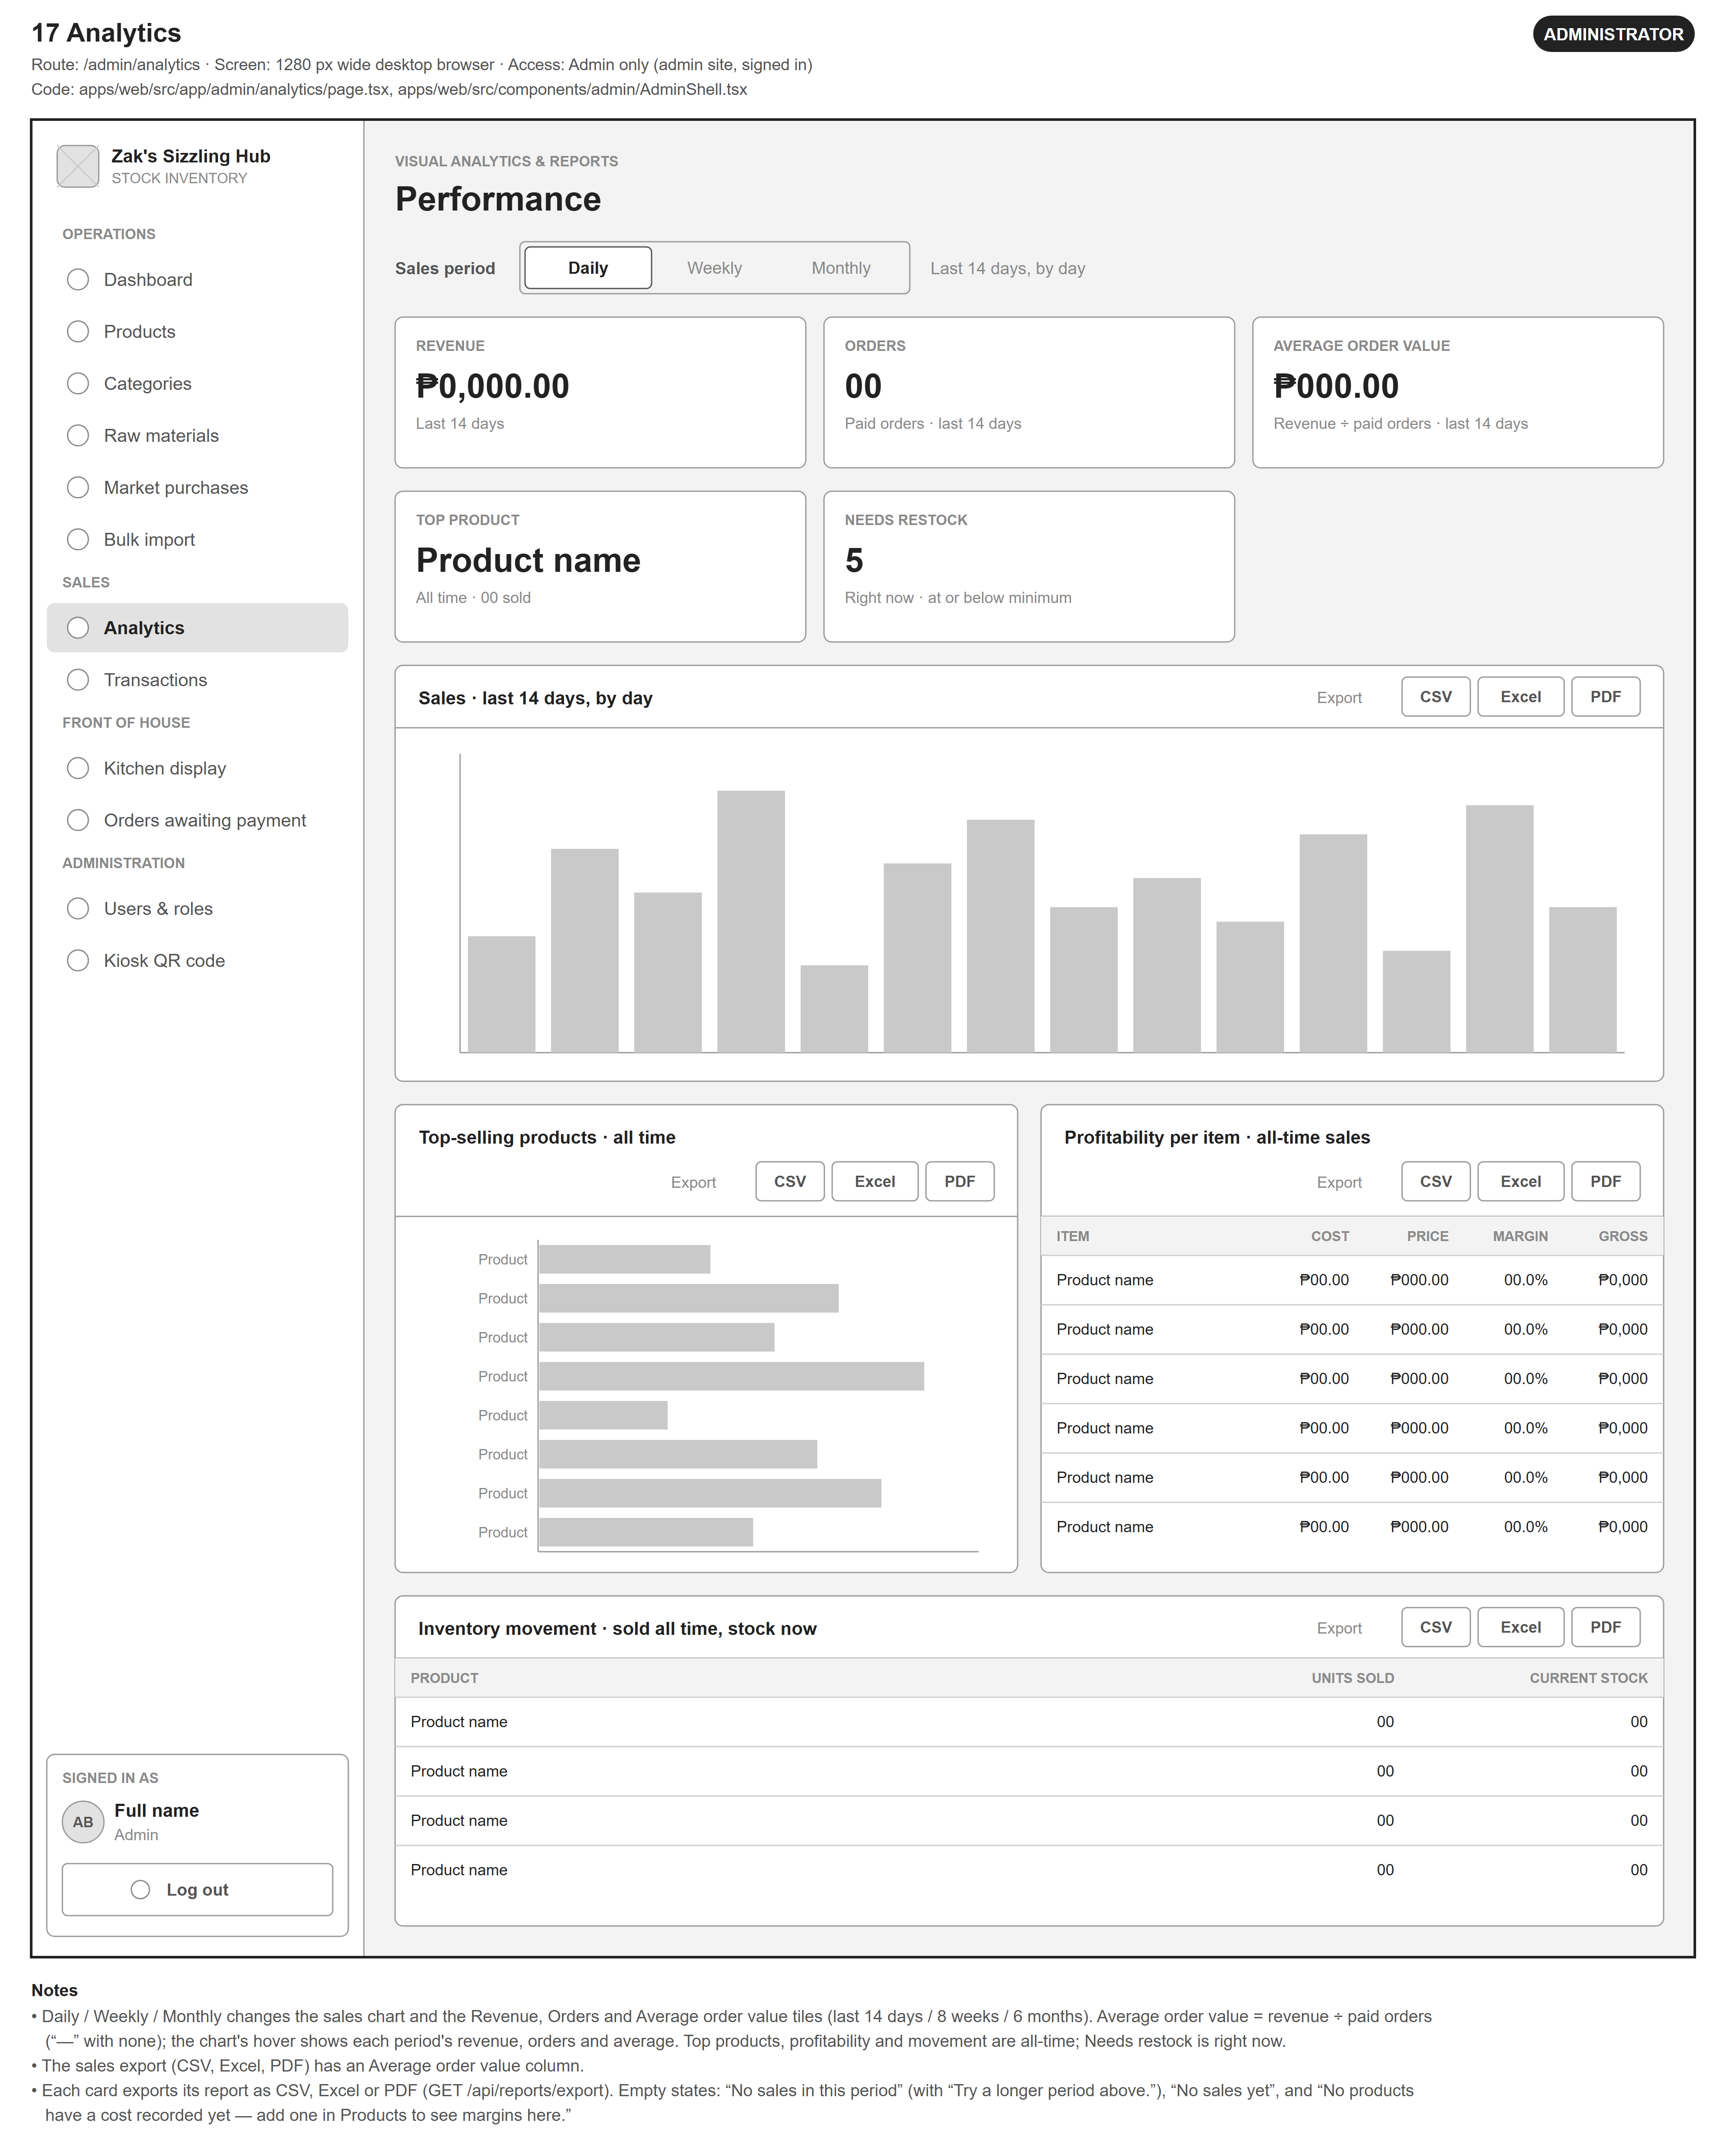 17 Analytics
ADMINISTRATOR
Route: /admin/analytics · Screen: 1280 px wide desktop browser · Access: Admin only (admin site, signed in)
Code: apps/web/src/app/admin/analytics/page.tsx, apps/web/src/components/admin/AdminShell.tsx
Zak's Sizzling Hub
STOCK INVENTORY
OPERATIONS
Dashboard
Products
Categories
Raw materials
Market purchases
Bulk import
SALES
Analytics
Transactions
FRONT OF HOUSE
Kitchen display
Orders awaiting payment
ADMINISTRATION
Users & roles
Kiosk QR code
SIGNED IN AS
AB
Full name
Admin
Log out
VISUAL ANALYTICS & REPORTS
Performance
Sales period Daily Weekly Monthly Last 14 days, by day
REVENUE
₱0,000.00
Last 14 days
ORDERS
00
Paid orders · last 14 days
AVERAGE ORDER VALUE
₱000.00
Revenue ÷ paid orders · last 14 days
TOP PRODUCT
Product name
All time · 00 sold
NEEDS RESTOCK
5
Right now · at or below minimum
Sales · last 14 days, by day
Export CSV Excel PDF
Top-selling products · all time
Export CSV Excel PDF
Product
Product
Product
Product
Product
Product
Product
Product
Profitability per item · all-time sales
Export CSV Excel PDF
ITEM COST PRICE MARGIN GROSS
Product name ₱00.00 ₱000.00 00.0% ₱0,000
Product name ₱00.00 ₱000.00 00.0% ₱0,000
Product name ₱00.00 ₱000.00 00.0% ₱0,000
Product name ₱00.00 ₱000.00 00.0% ₱0,000
Product name ₱00.00 ₱000.00 00.0% ₱0,000
Product name ₱00.00 ₱000.00 00.0% ₱0,000
Inventory movement · sold all time, stock now
Export CSV Excel PDF
PRODUCT UNITS SOLD CURRENT STOCK
Product name 00 00
Product name 00 00
Product name 00 00
Product name 00 00
Notes
• Daily / Weekly / Monthly changes the sales chart and the Revenue, Orders and Average order value tiles (last 14 days / 8 weeks / 6 months). Average order value = revenue ÷ paid orders
(“—” with none); the chart's hover shows each period's revenue, orders and average. Top products, profitability and movement are all-time; Needs restock is right now.
• The sales export (CSV, Excel, PDF) has an Average order value column.
• Each card exports its report as CSV, Excel or PDF (GET /api/reports/export). Empty states: “No sales in this period” (with “Try a longer period above.”), “No sales yet”, and “No products
have a cost recorded yet — add one in Products to see margins here.”